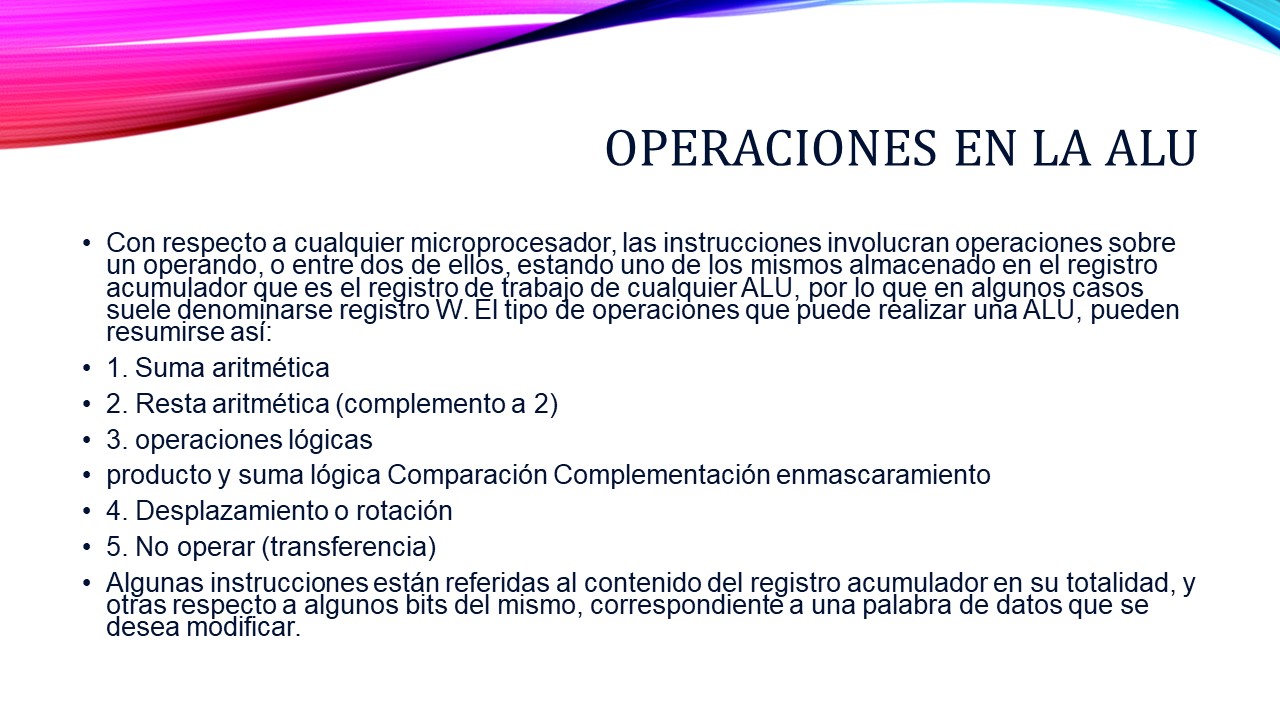 OPERACIONES EN LA ALU
• Con respecto a cualquier microprocesador, las instrucciones involucran operaciones sobre
un operando, o entre dos de ellos, estando uno de los mismos almacenado en el registro
acumulador que es el registro de trabajo de cualquier ALU, por lo que en algunos casos
suele denominarse registro W. El tipo de operaciones que puede realizar una ALU, pueden
resumirse así:
• 1. Suma aritmética
• 2. Resta aritmética (complemento a 2)
• 3. operaciones lógicas
• producto y suma lógica Comparación Complementación enmascaramiento
• 4. Desplazamiento o rotación
• 5. No operar (transferencia)
• Algunas instrucciones están referidas al contenido del registro acumulador en su totalidad, y
otras respecto a algunos bits del mismo, correspondiente a una palabra de datos que se
desea modificar.